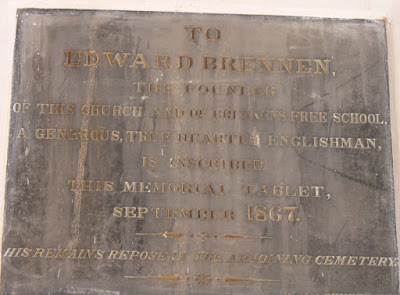 TO
EDWARD BRENNEN,
THE FOUNDER
OF THIS CHURCH AND OF BRENNENS FREE SCHOOL,
A GENEROUS, TRUE HEARTED ENGLISHMAN,
IS INSCRIBED
THIS MEMORIAL TABLET,
SEPTEMBER 1867.
HIS REMAINS REPOSE IN THE ADJOINING CEMETERY.